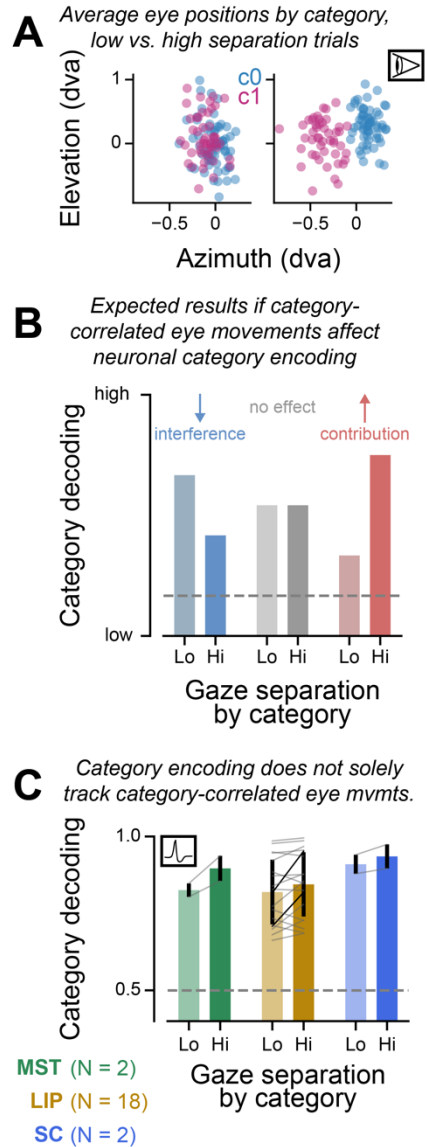 A
Average eye positions by category,
low vs. high separation trials
c0
c1
Elevation (dva)
1
0
−0.5
0
−0.5
0
Azimuth (dva)
B
Expected results if category-
correlated eye movements affect
neuronal category encoding
high
low
Category decoding
interference
no effect
contribution
Lo Hi Lo Hi Lo Hi
Gaze separation
by category
C
Category encoding does not solely
track category-correlated eye mvmts.
1.0
0.5
Category decoding
Lo Hi Lo Hi Lo Hi
Gaze separation
by category
MST (N = 2)
LIP (N = 18)
SC (N = 2)